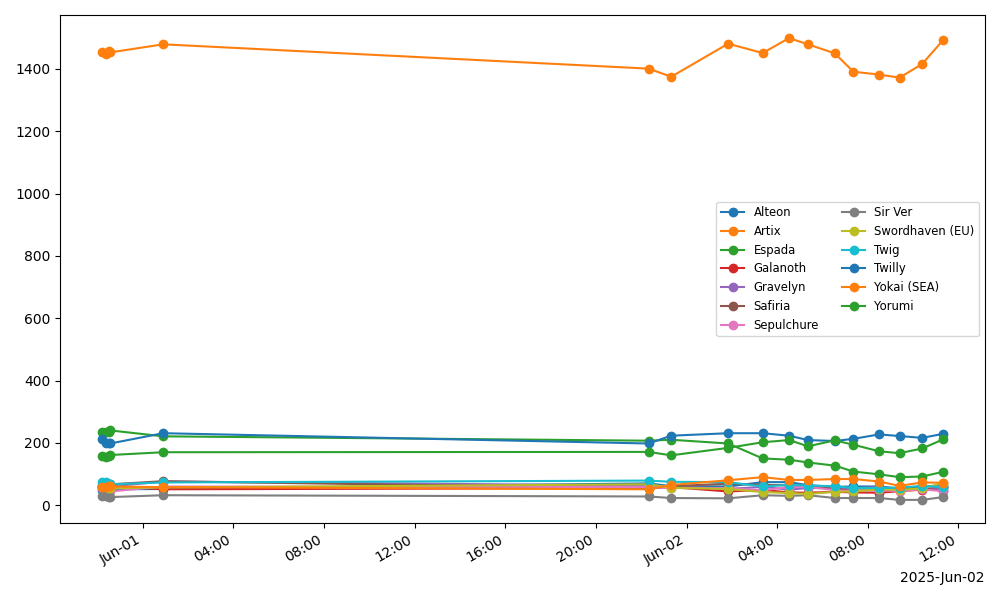 1400
1200
1000
800
600
400
200
0
Alteon
Artix
Espada
Galanoth
Gravelyn
Safiria
Sepulchure
Sir Ver
Swordhaven (EU)
Twig
Twilly
Yokai (SEA)
Yorumi
Jun-01
04:00
08:00
12:00
16:00
20:00
Jun-02
04:00
08:00
12:00
2025-Jun-02